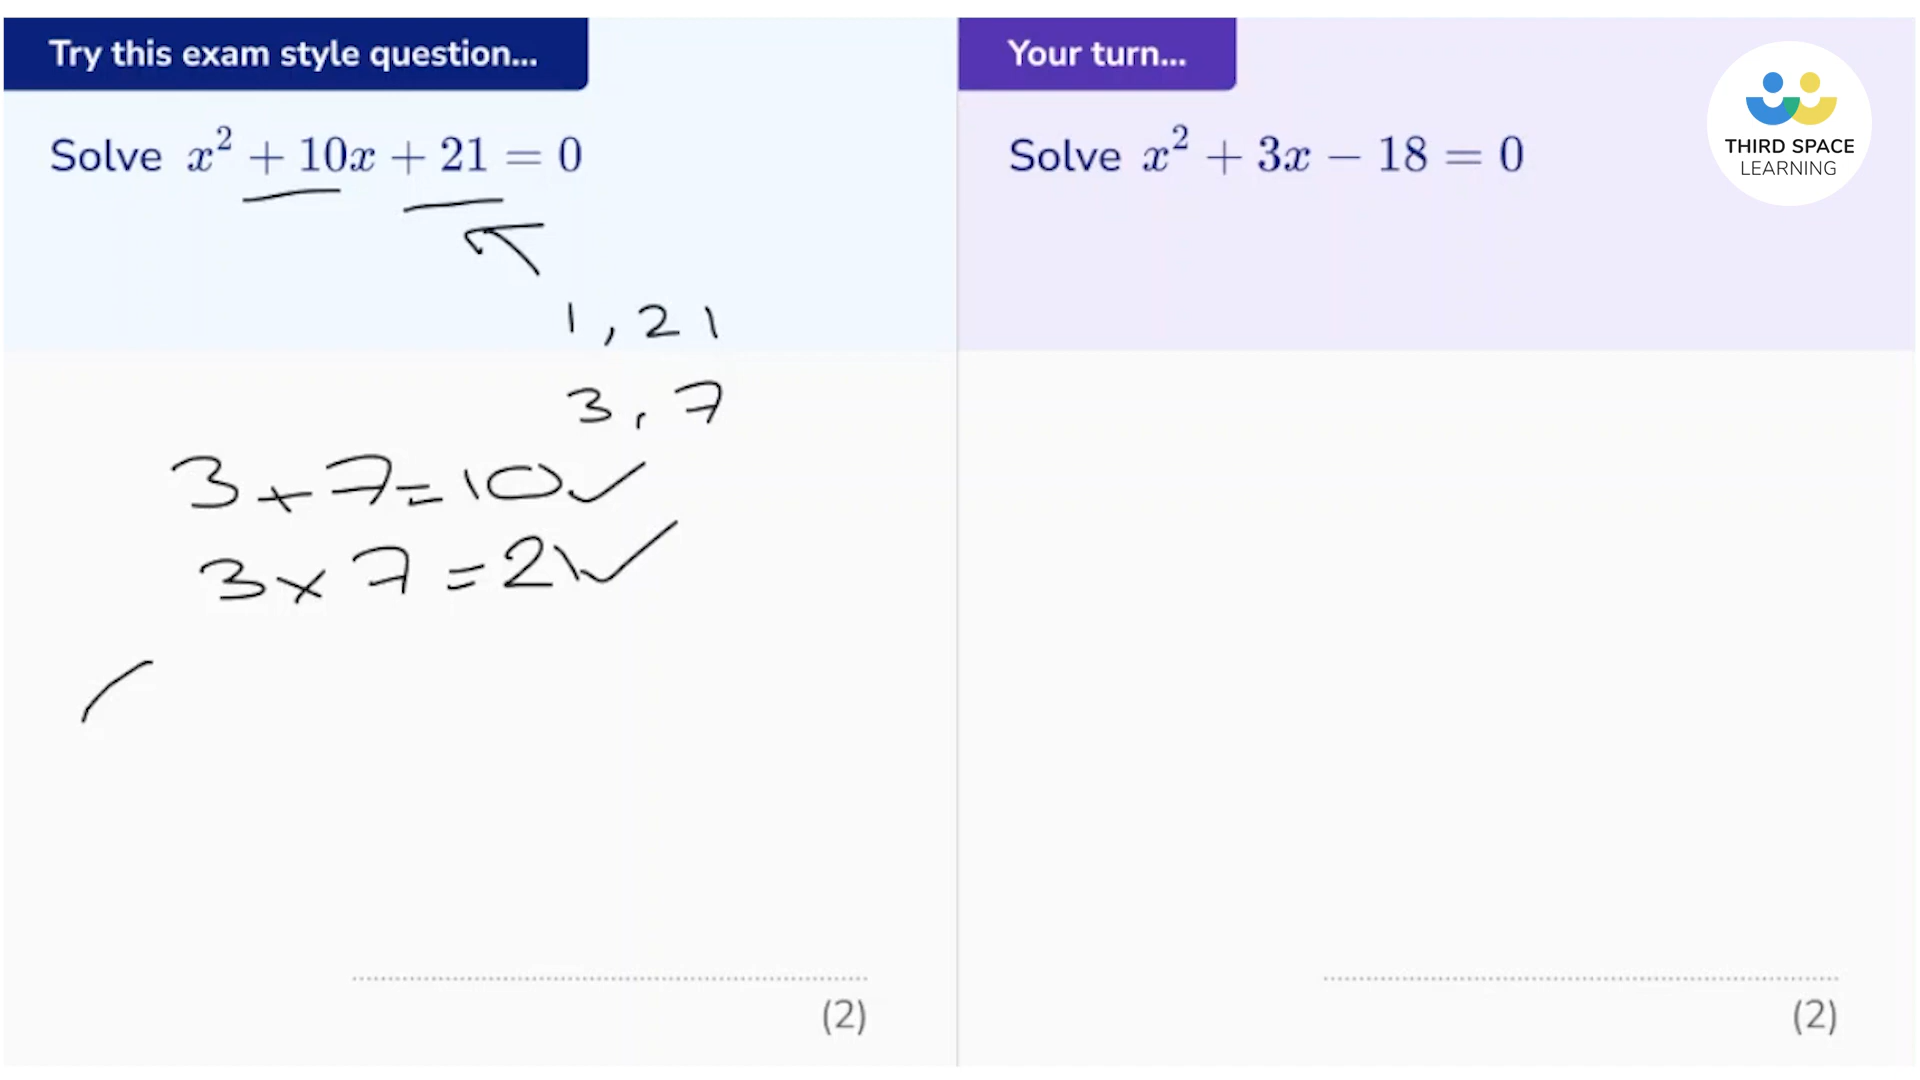 Try this exam style question...
Solve x² + 10x + 21 = 0
1, 21
3, 7
3 + 7 = 10 ✓
3 × 7 = 21 ✓
(
(2)
Your turn...
Solve x² + 3x − 18 = 0
(2)
THIRD SPACE
LEARNING